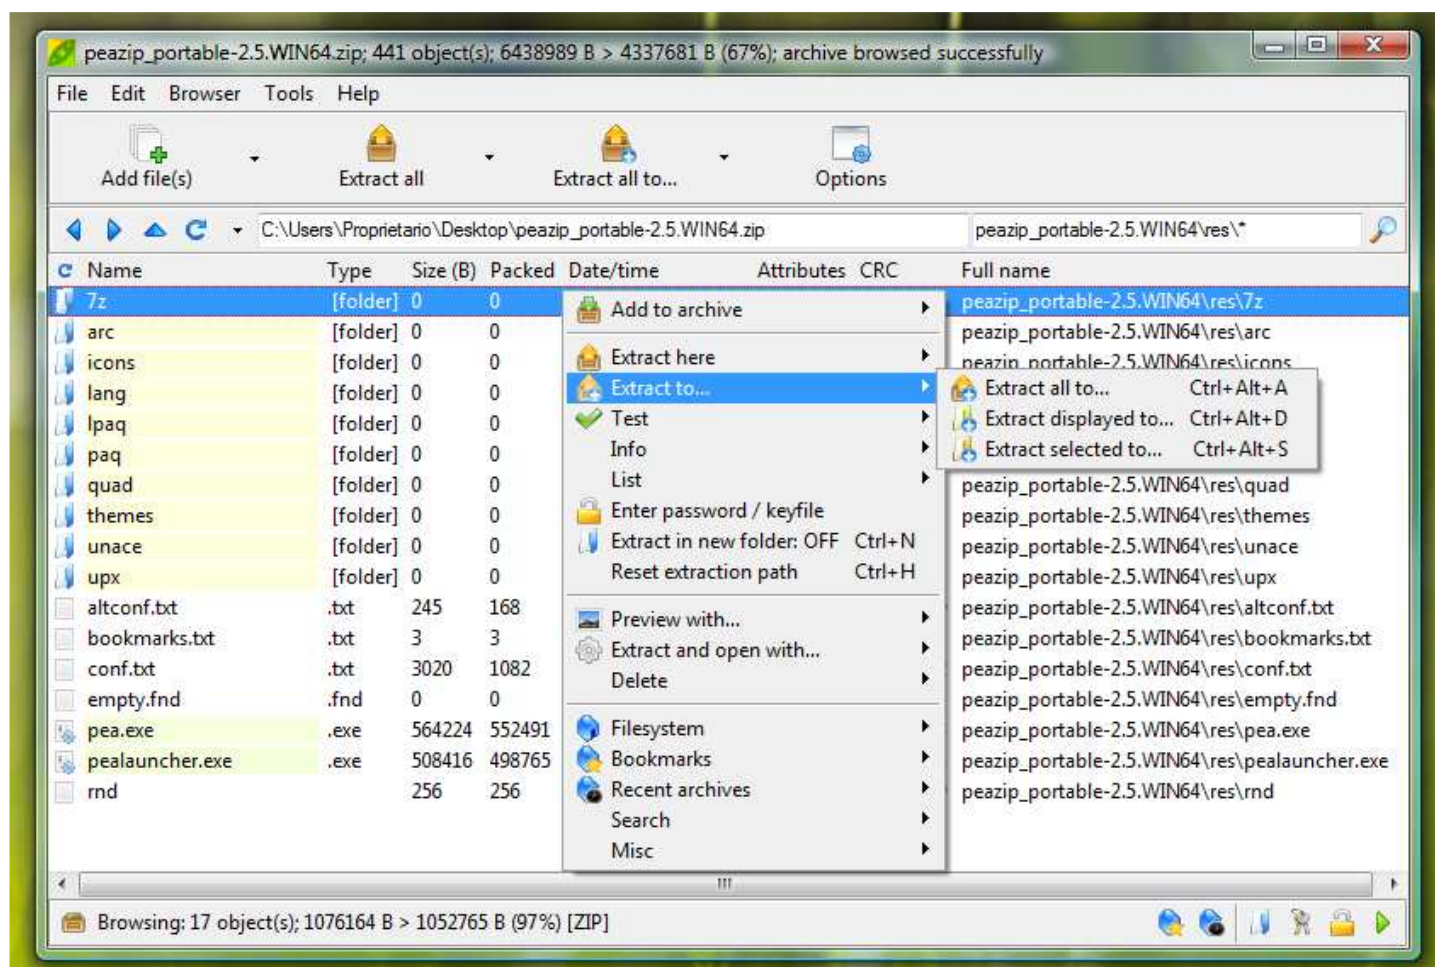 peazip_portable-2.5.WIN64.zip; 441 object(s); 6438989 B > 4337681 B (67%); archive browsed successfully
File Edit Browser Tools Help
Add file(s) Extract all Extract all to... Options
C:\Users\Proprietario\Desktop\peazip_portable-2.5.WIN64.zip peazip_portable-2.5.WIN64\res\*
Name Type Size (B) Packed Date/time Attributes CRC Full name
7z [folder] 0 0 peazip_portable-2.5.WIN64\res\7z
arc [folder] 0 0 peazip_portable-2.5.WIN64\res\arc
icons [folder] 0 0 peazip_portable-2.5.WIN64\res\icons
lang [folder] 0 0
lpaq [folder] 0 0
paq [folder] 0 0
quad [folder] 0 0 peazip_portable-2.5.WIN64\res\quad
themes [folder] 0 0 peazip_portable-2.5.WIN64\res\themes
unace [folder] 0 0 peazip_portable-2.5.WIN64\res\unace
upx [folder] 0 0 peazip_portable-2.5.WIN64\res\upx
altconf.txt .txt 245 168 peazip_portable-2.5.WIN64\res\altconf.txt
bookmarks.txt .txt 3 3 peazip_portable-2.5.WIN64\res\bookmarks.txt
conf.txt .txt 3020 1082 peazip_portable-2.5.WIN64\res\conf.txt
empty.fnd .fnd 0 0 peazip_portable-2.5.WIN64\res\empty.fnd
pea.exe .exe 564224 552491 peazip_portable-2.5.WIN64\res\pea.exe
pealauncher.exe .exe 508416 498765 peazip_portable-2.5.WIN64\res\pealauncher.exe
rnd 256 256 peazip_portable-2.5.WIN64\res\rnd
Add to archive
Extract here
Extract to...
Test
Info
List
Enter password / keyfile
Extract in new folder: OFF Ctrl+N
Reset extraction path Ctrl+H
Preview with...
Extract and open with...
Delete
Filesystem
Bookmarks
Recent archives
Search
Misc
Extract all to... Ctrl+Alt+A
Extract displayed to... Ctrl+Alt+D
Extract selected to... Ctrl+Alt+S
Browsing: 17 object(s); 1076164 B > 1052765 B (97%) [ZIP]